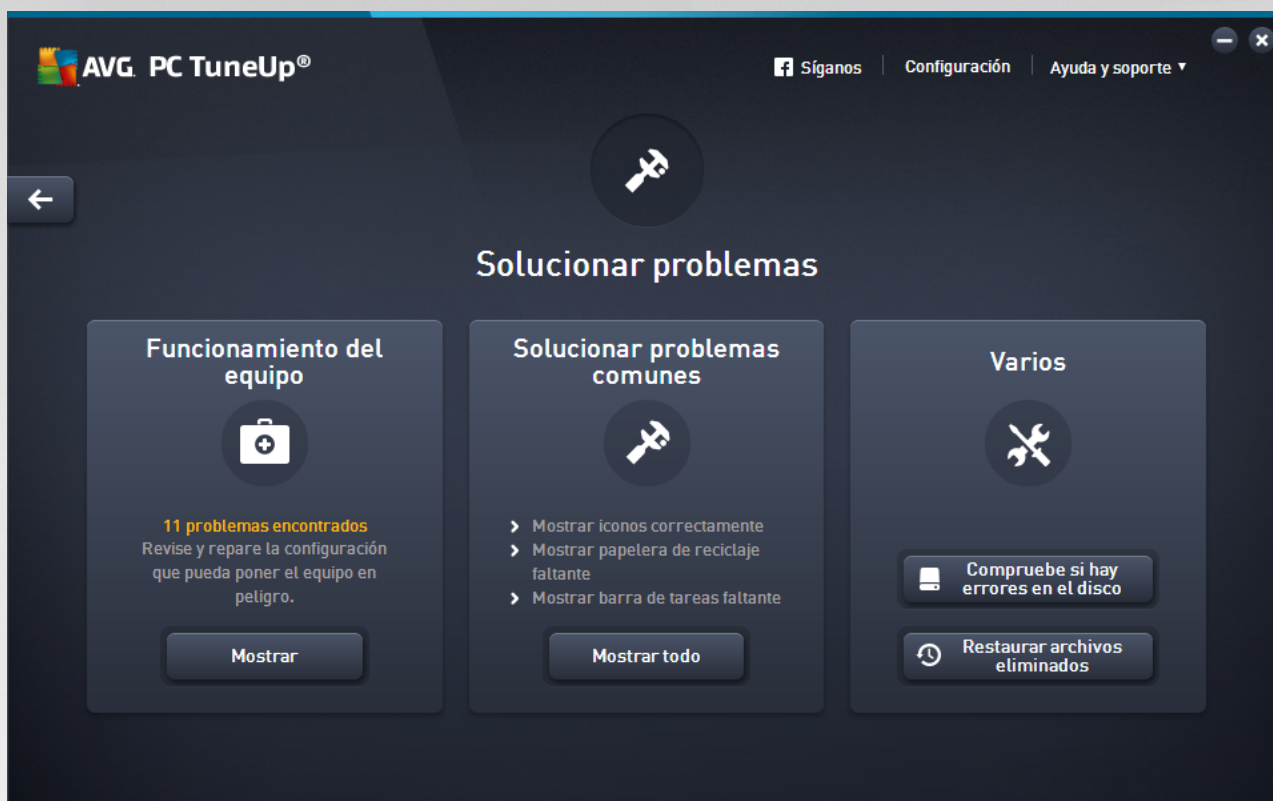 AVG. PC TuneUp®
Síganos
Configuración
Ayuda y soporte
Solucionar problemas
Funcionamiento del
equipo
11 problemas encontrados
Revise y repare la configuración
que pueda poner el equipo en
peligro.
Mostrar
Solucionar problemas
comunes
Mostrar iconos correctamente
Mostrar papelera de reciclaje
faltante
Mostrar barra de tareas faltante
Mostrar todo
Varios
Compruebe si hay
errores en el disco
Restaurar archivos
eliminados